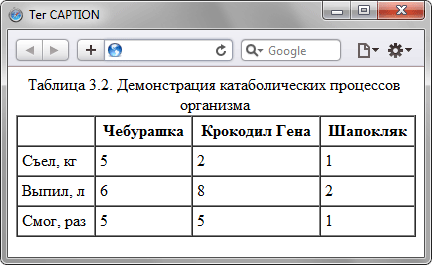 Тег CAPTION
Google
Таблица 3.2. Демонстрация катаболических процессов
организма
Чебурашка Крокодил Гена Шапокляк
Съел, кг 5 2 1
Выпил, л 6 8 2
Смог, раз 5 5 1